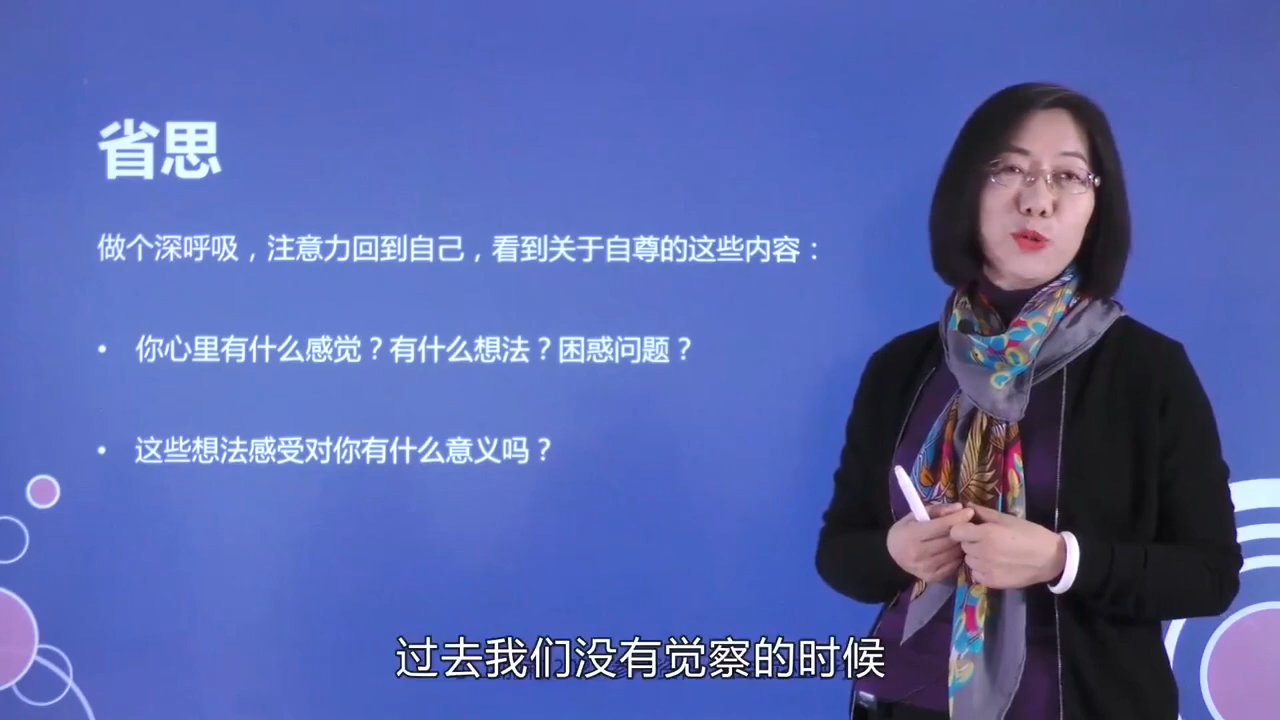 省思
做个深呼吸，注意力回到自己，看到关于自尊的这些内容：
• 你心里有什么感觉？有什么想法？困惑问题？
• 这些想法感受对你有什么意义吗？
过去我们没有觉察的时候